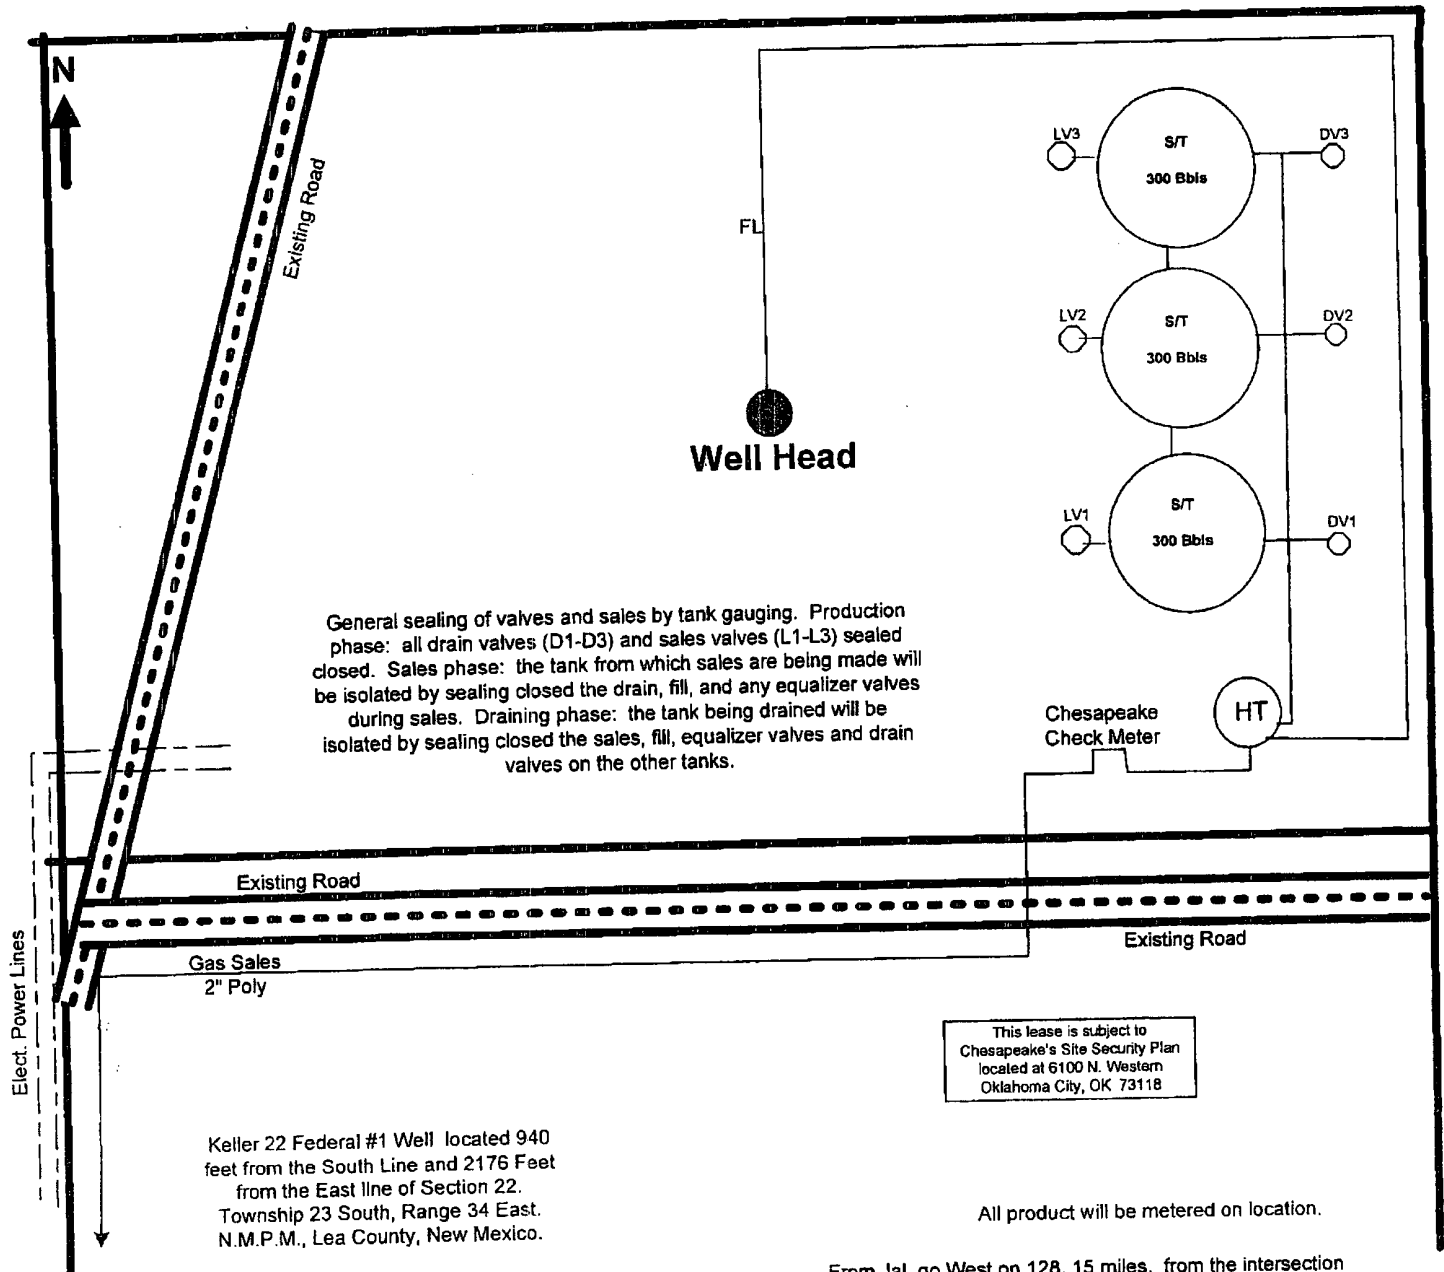 N
Existing Road
FL
Well Head
LV3
S/T
300 Bbls
DV3
LV2
S/T
300 Bbls
DV2
LV1
S/T
300 Bbls
DV1
General sealing of valves and sales by tank gauging. Production
phase: all drain valves (D1-D3) and sales valves (L1-L3) sealed
closed. Sales phase: the tank from which sales are being made will
be isolated by sealing closed the drain, fill, and any equalizer valves
during sales. Draining phase: the tank being drained will be
isolated by sealing closed the sales, fill, equalizer valves and drain
valves on the other tanks.
Chesapeake
Check Meter
HT
Existing Road
Existing Road
Gas Sales
2" Poly
Elect. Power Lines
This lease is subject to
Chesapeake's Site Security Plan
located at 6100 N. Western
Oklahoma City, OK 73118
Keller 22 Federal #1 Well located 940
feet from the South Line and 2176 Feet
from the East line of Section 22.
Township 23 South, Range 34 East.
N.M.P.M., Lea County, New Mexico.
All product will be metered on location.
From Jal, go West on 128, 15 miles, from the intersection